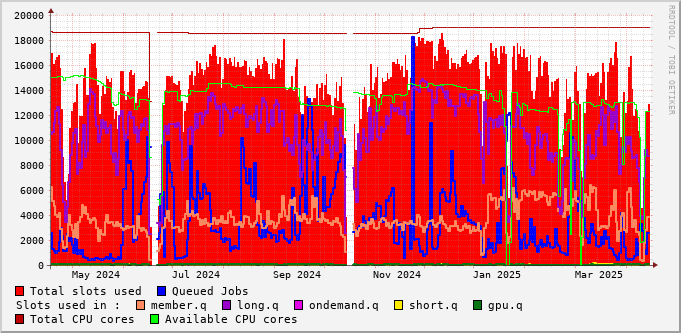 20000
18000
16000
14000
12000
10000
8000
6000
4000
2000
0
May 2024 Jul 2024 Sep 2024 Nov 2024 Jan 2025 Mar 2025
RRDTOOL / TOBI OETIKER
Total slots used Queued Jobs
Slots used in : member.q long.q ondemand.q short.q gpu.q
Total CPU cores Available CPU cores